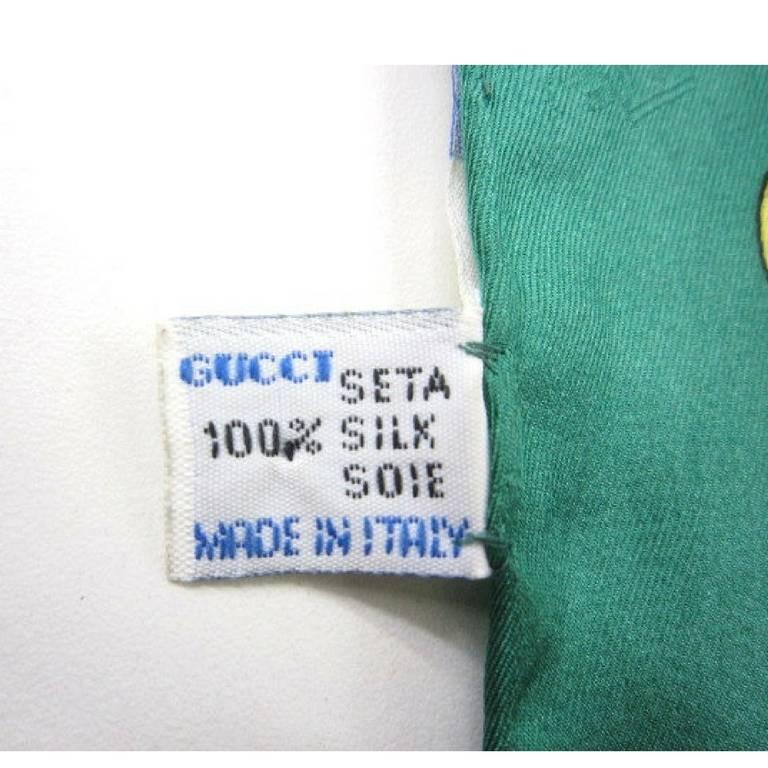 GUCCI
SETA
100% SILK
SOIE
MADE IN ITALY